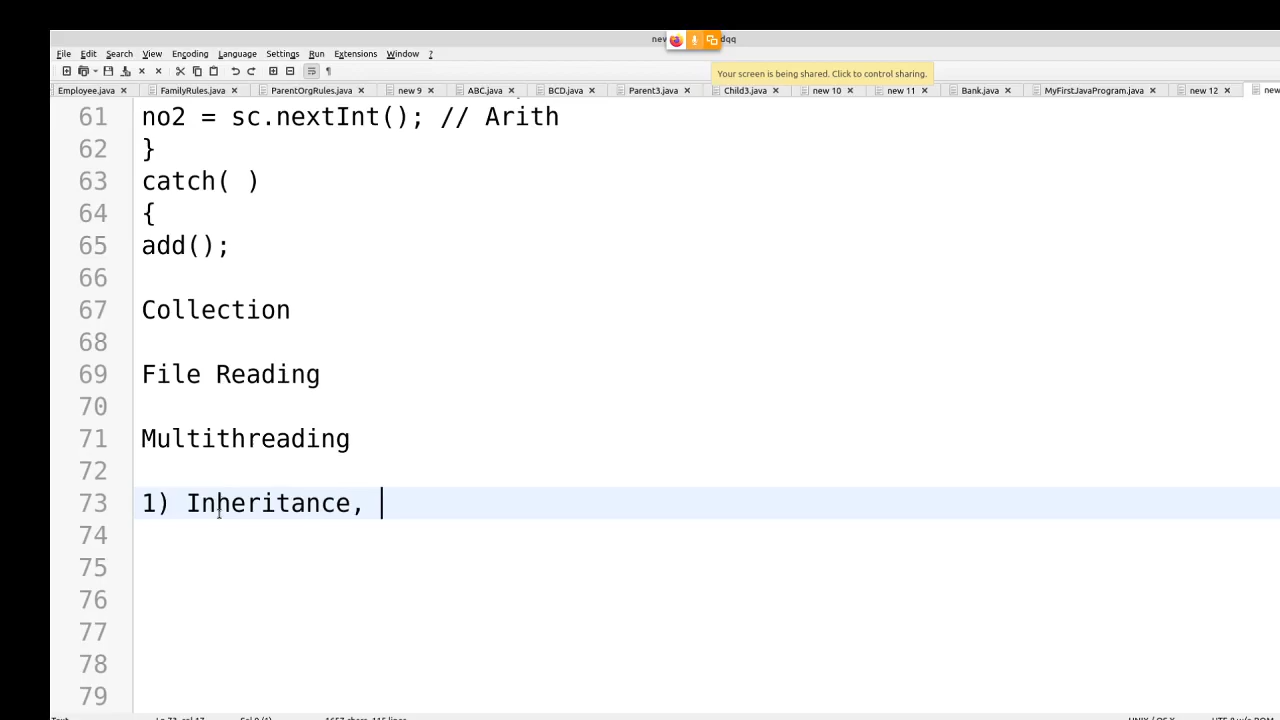 new dqq
File Edit Search View Encoding Language Settings Run Extensions Window ?
Your screen is being shared. Click to control sharing.
Employee.java FamilyRules.java ParentOrgRules.java new 9 ABC.java BCD.java Parent3.java Child3.java new 10 new 11 Bank.java MyFirstJavaProgram.java new 12 new
61 no2 = sc.nextInt(); // Arith
62 }
63 catch( )
64 {
65 add();
66
67 Collection
68
69 File Reading
70
71 Multithreading
72
73 1) Inheritance,
74
75
76
77
78
79